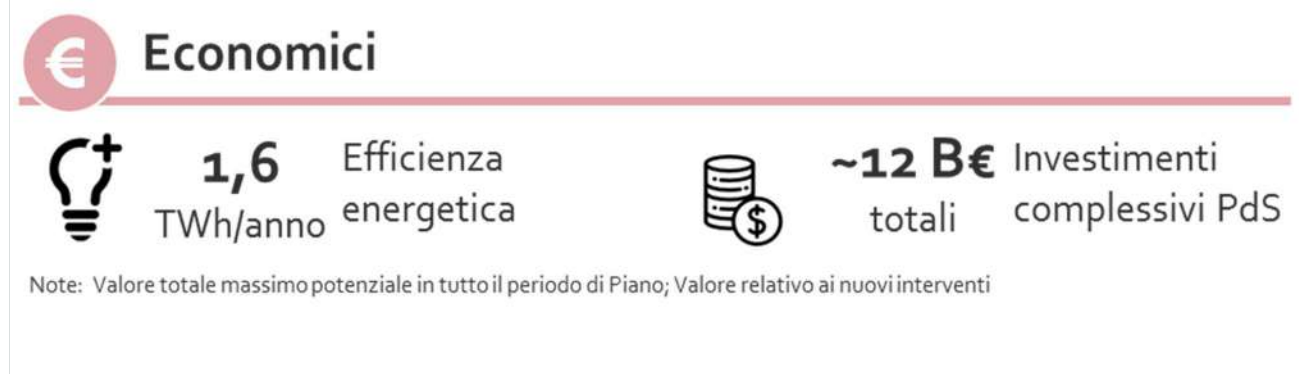 € Economici
1,6
TWh/anno
Efficienza
energetica
$
~12 B€
totali
Investimenti
complessivi PdS
Note: Valore totale massimo potenziale in tutto il periodo di Piano; Valore relativo ai nuovi interventi